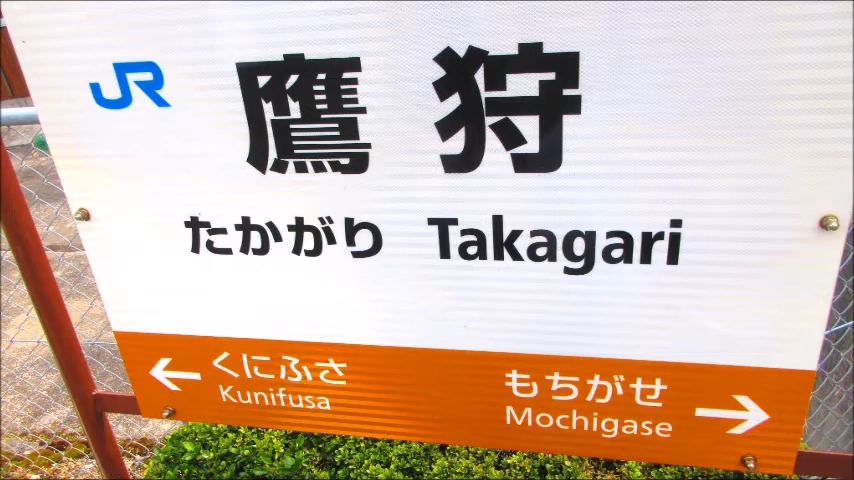 JR
鷹狩
たかがり Takagari
← くにふさ もちがせ →
Kunifusa Mochigase